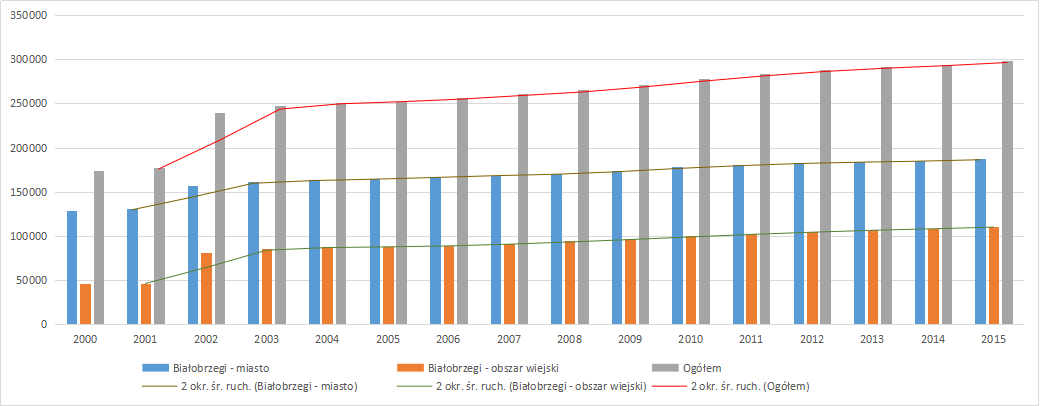 350000
300000
250000
200000
150000
100000
50000
0
2000 2001 2002 2003 2004 2005 2006 2007 2008 2009 2010 2011 2012 2013 2014 2015
Białobrzegi - miasto Białobrzegi - obszar wiejski Ogółem
2 okr. śr. ruch. (Białobrzegi - miasto) 2 okr. śr. ruch. (Białobrzegi - obszar wiejski) 2 okr. śr. ruch. (Ogółem)